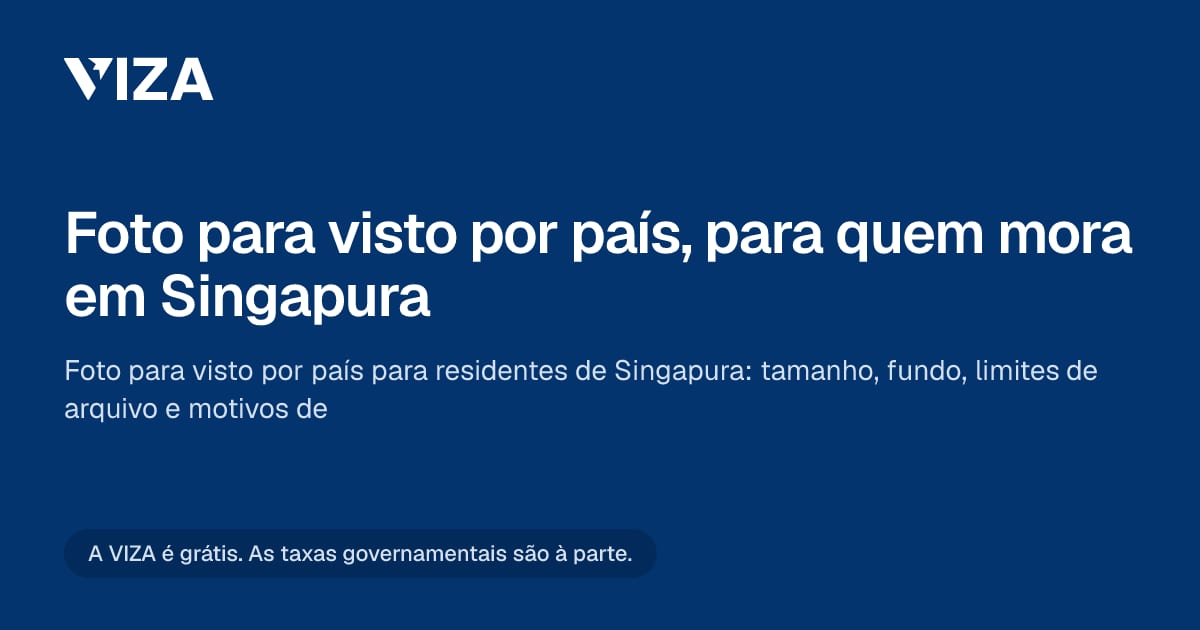 VIZA
Foto para visto por país, para quem mora
em Singapura
Foto para visto por país para residentes de Singapura: tamanho, fundo, limites de
arquivo e motivos de
A VIZA é grátis. As taxas governamentais são à parte.